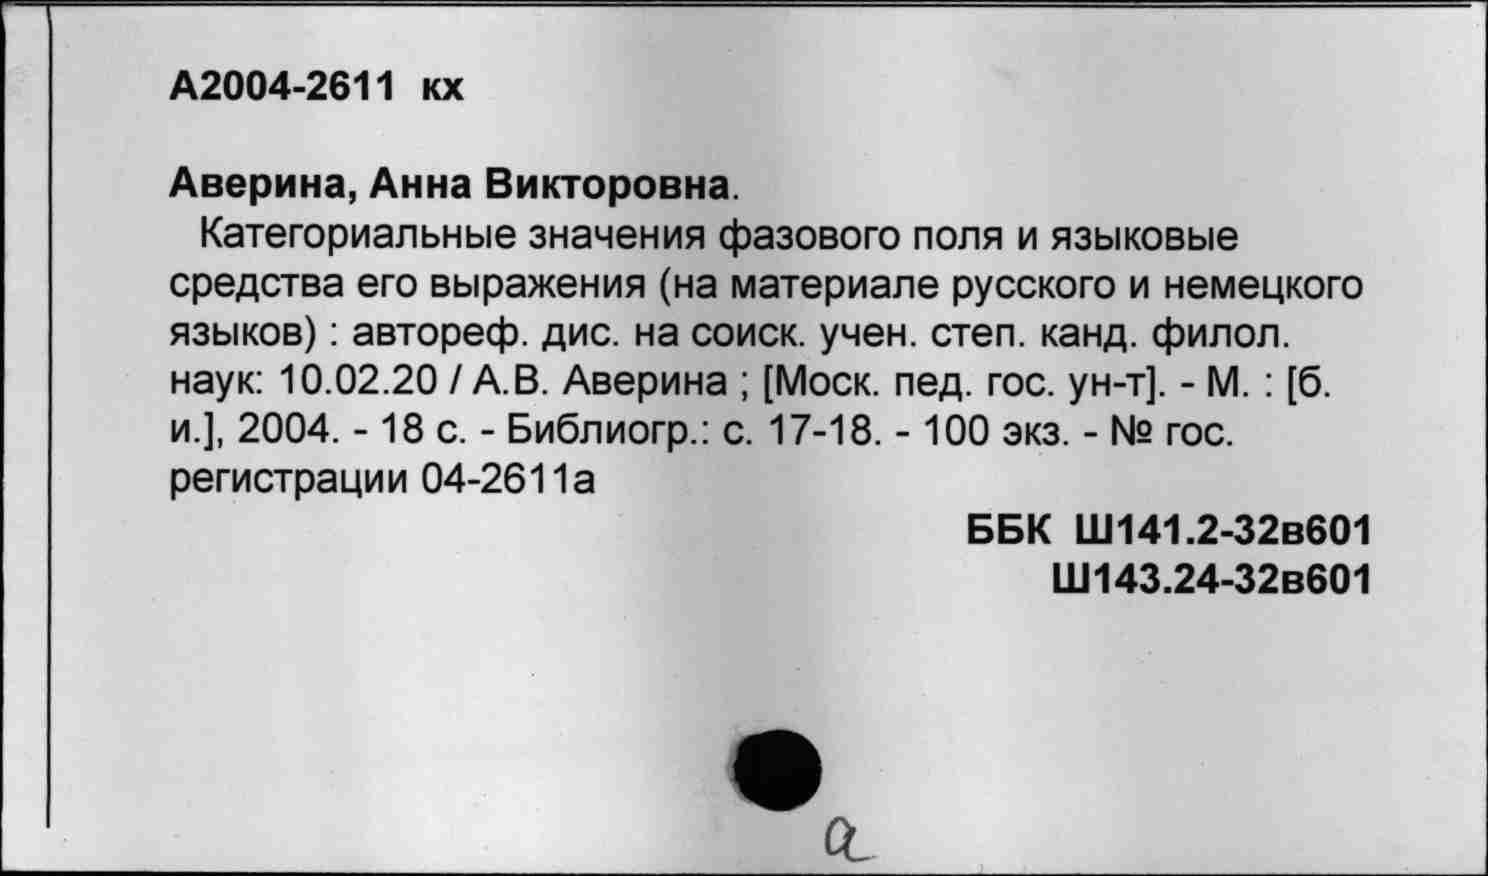 А2004-2611 кх
Аверина, Анна Викторовна.
Категориальные значения фазового поля и языковые
средства его выражения (на материале русского и немецкого
языков) : автореф. дис. на соиск. учен. степ. канд. филол.
наук: 10.02.20 / А.В. Аверина ; [Моск. пед. гос. ун-т]. - М. : [б.
и.], 2004. - 18 с. - Библиогр.: с. 17-18. - 100 экз. - № гос.
регистрации 04-2611а
ББК Ш141.2-32в601
Ш143.24-32в601
а